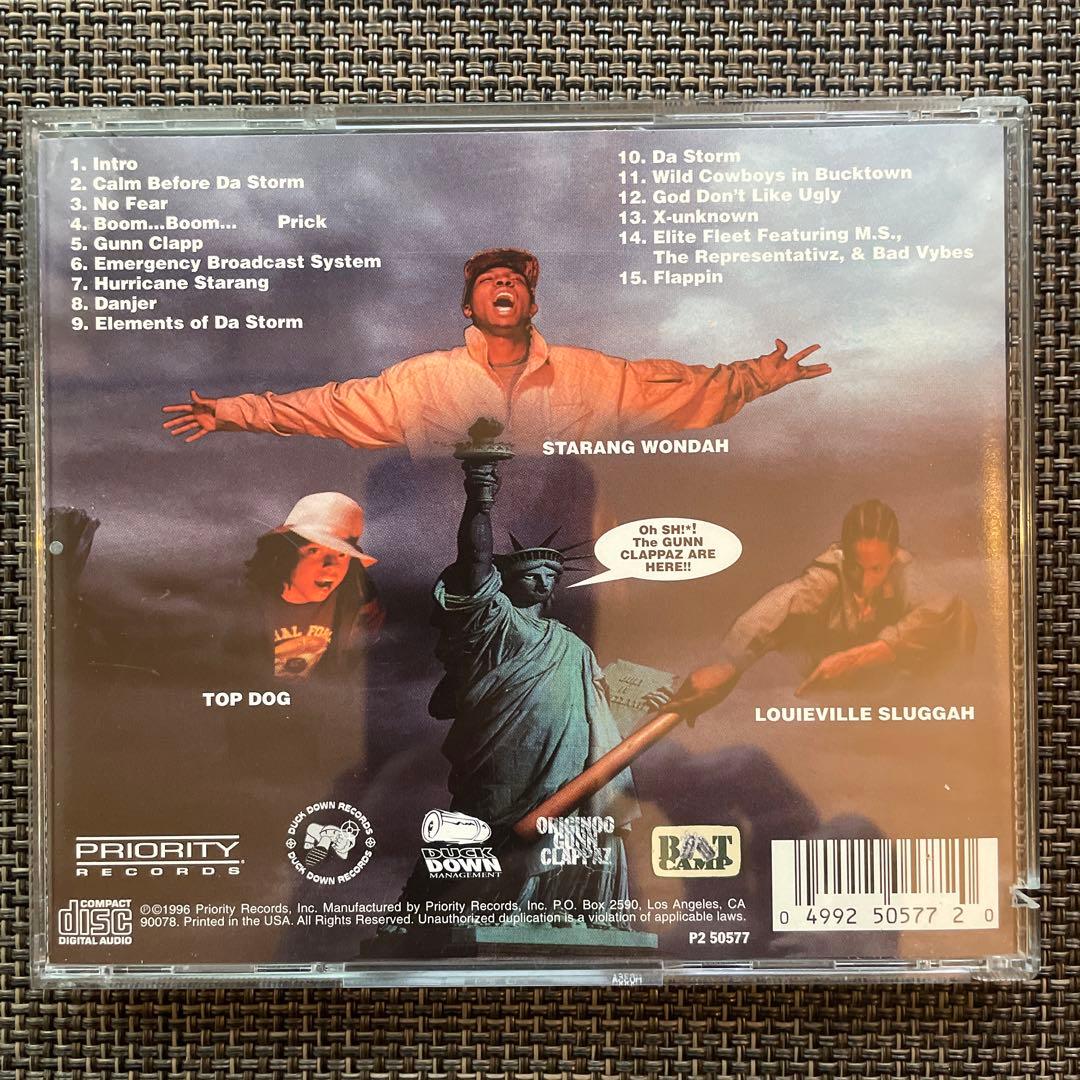 1. Intro
2. Calm Before Da Storm
3. No Fear
4. Boom...Boom... Prick
5. Gunn Clapp
6. Emergency Broadcast System
7. Hurricane Starang
8. Danjer
9. Elements of Da Storm
10. Da Storm
11. Wild Cowboys in Bucktown
12. God Don't Like Ugly
13. X-unknown
14. Elite Fleet Featuring M.S.,
The Representativz, & Bad Vybes
15. Flappin
STARANG WONDAH
Oh SH!*!
The GUNN
CLAPPAZ ARE
HERE!!
TOP DOG
LOUIEVILLE SLUGGAH
PRIORITY
RECORDS
DUCK DOWN RECORDS
DUCK DOWN RECORDS
DUCK
DOWN
MANAGEMENT
ORIGINOO
GUNN
CLAPPAZ
BOOT
CAMP
COMPACT
disc
DIGITAL AUDIO
℗©1996 Priority Records, Inc. Manufactured by Priority Records, Inc. P.O. Box 2590, Los Angeles, CA
90078. Printed in the USA. All Rights Reserved. Unauthorized duplication is a violation of applicable laws.
P2 50577
0 4992 50577 2 0